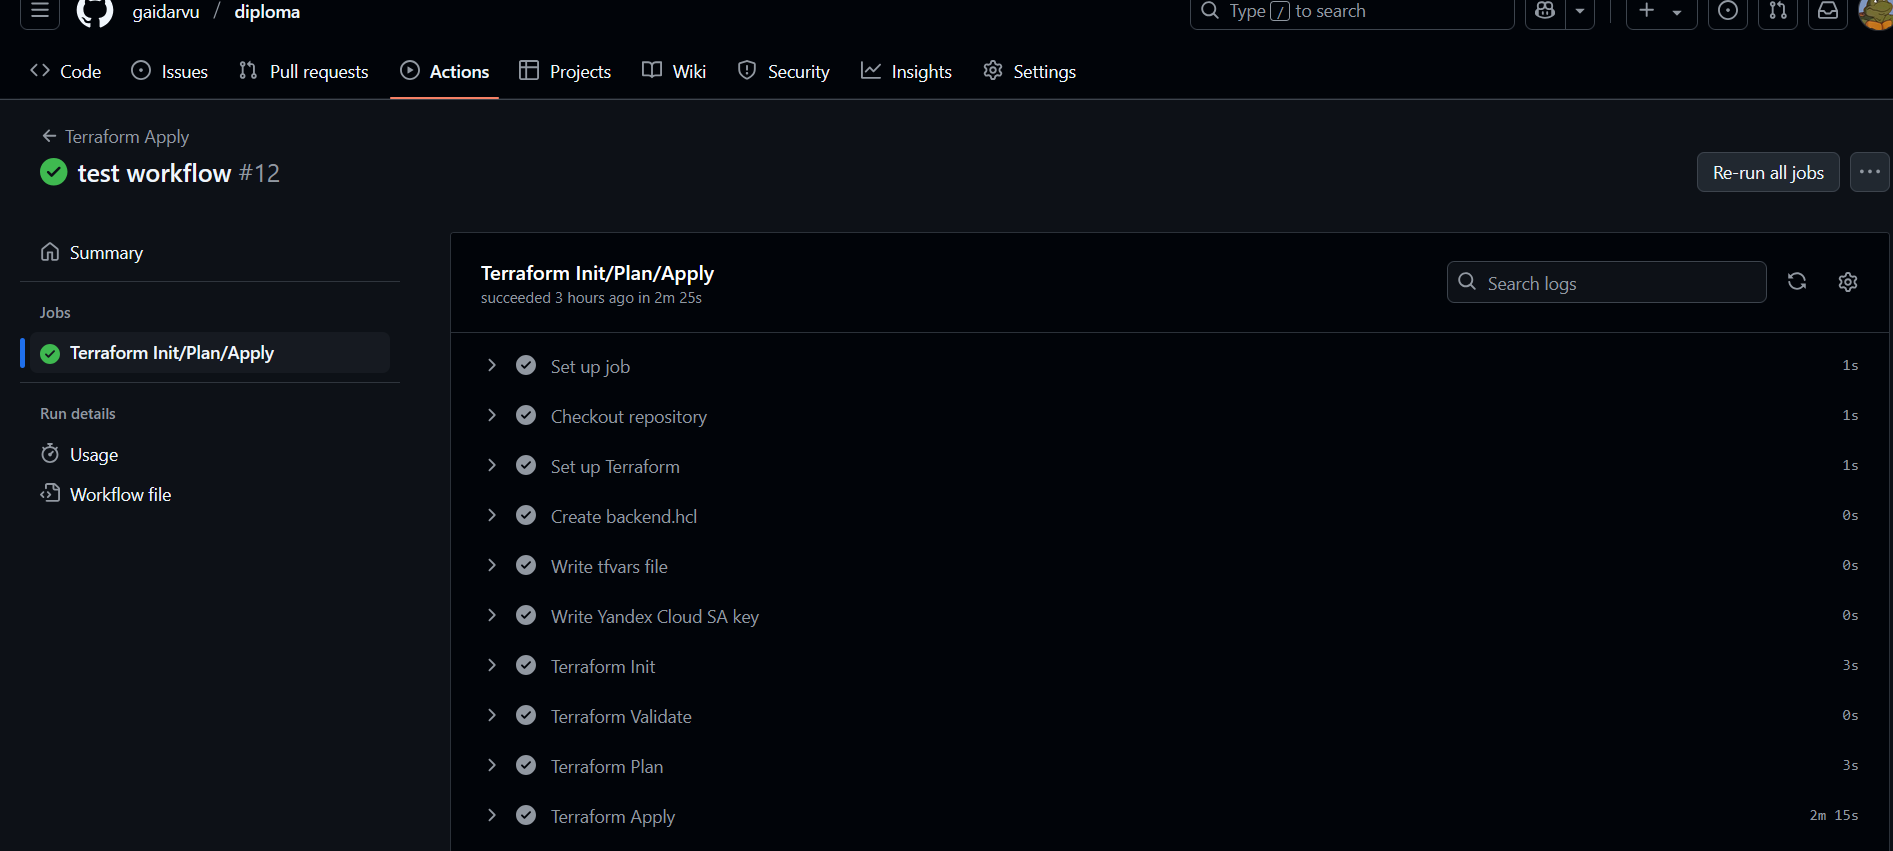 gaidarvu / diploma
Type / to search
Code Issues Pull requests Actions Projects Wiki Security Insights Settings
Terraform Apply
test workflow #12
Re-run all jobs
Summary
Jobs
Terraform Init/Plan/Apply
Run details
Usage
Workflow file
Terraform Init/Plan/Apply
succeeded 3 hours ago in 2m 25s
Search logs
Set up job 1s
Checkout repository 1s
Set up Terraform 1s
Create backend.hcl 0s
Write tfvars file 0s
Write Yandex Cloud SA key 0s
Terraform Init 3s
Terraform Validate 0s
Terraform Plan 3s
Terraform Apply 2m 15s